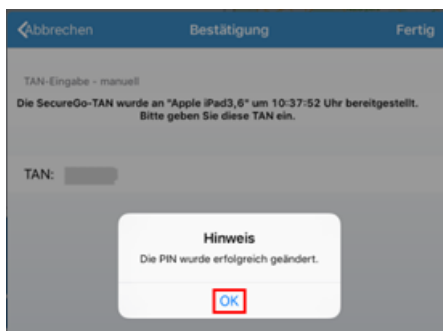 Abbrechen Bestätigung Fertig
TAN-Eingabe - manuell
Die SecureGo-TAN wurde an "Apple iPad3,6" um 10:37:52 Uhr bereitgestellt.
Bitte geben Sie diese TAN ein.
TAN:
Hinweis
Die PIN wurde erfolgreich geändert.
OK